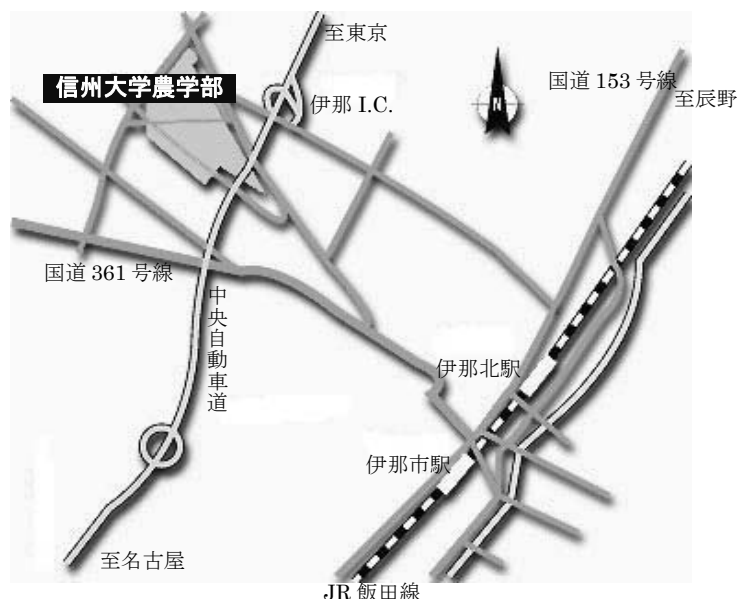 至東京
信州大学農学部
国道 153 号線
至辰野
伊那 I.C.
N
国道 361 号線
中央自動車道
伊那北駅
伊那市駅
至名古屋
JR 飯田線